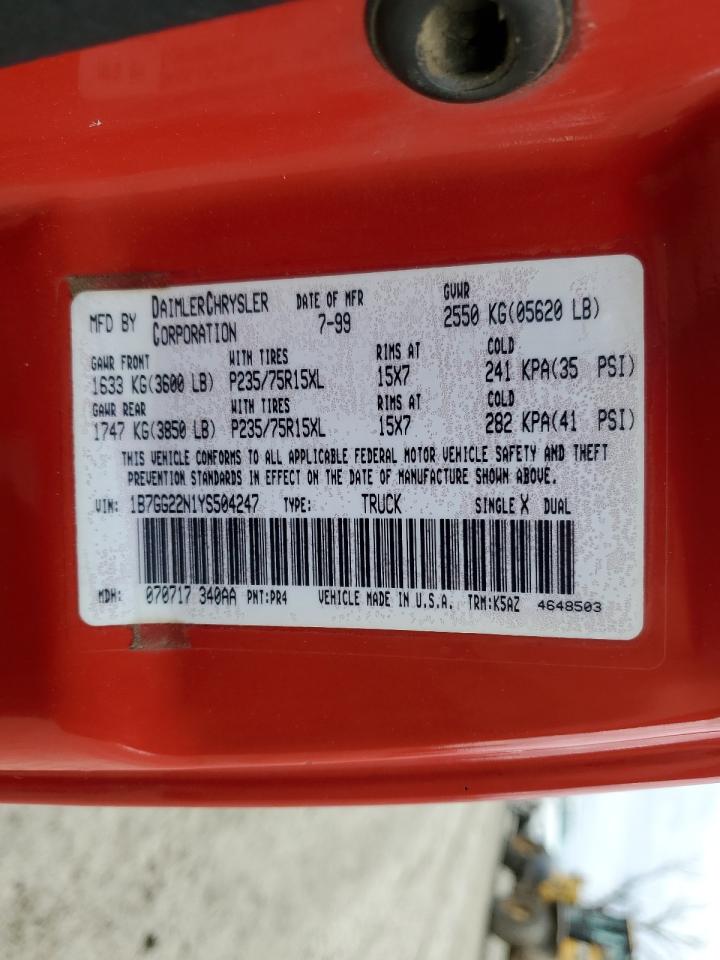 MFD BY DAIMLERCHRYSLER CORPORATION DATE OF MFR 7-99 GVWR 2550 KG(05620 LB)
GAWR FRONT WITH TIRES RIMS AT COLD
1633 KG(3600 LB) P235/75R15XL 15X7 241 KPA(35 PSI)
GAWR REAR WITH TIRES RIMS AT COLD
1747 KG(3850 LB) P235/75R15XL 15X7 282 KPA(41 PSI)
THIS VEHICLE CONFORMS TO ALL APPLICABLE FEDERAL MOTOR VEHICLE SAFETY AND THEFT
PREVENTION STANDARDS IN EFFECT ON THE DATE OF MANUFACTURE SHOWN ABOVE.
VIN: 1B7GG22N1YS504247 TYPE: TRUCK SINGLE X DUAL
MDH: 070717 340AA PNT:PR4 VEHICLE MADE IN U.S.A. TRM:K5AZ 4648503